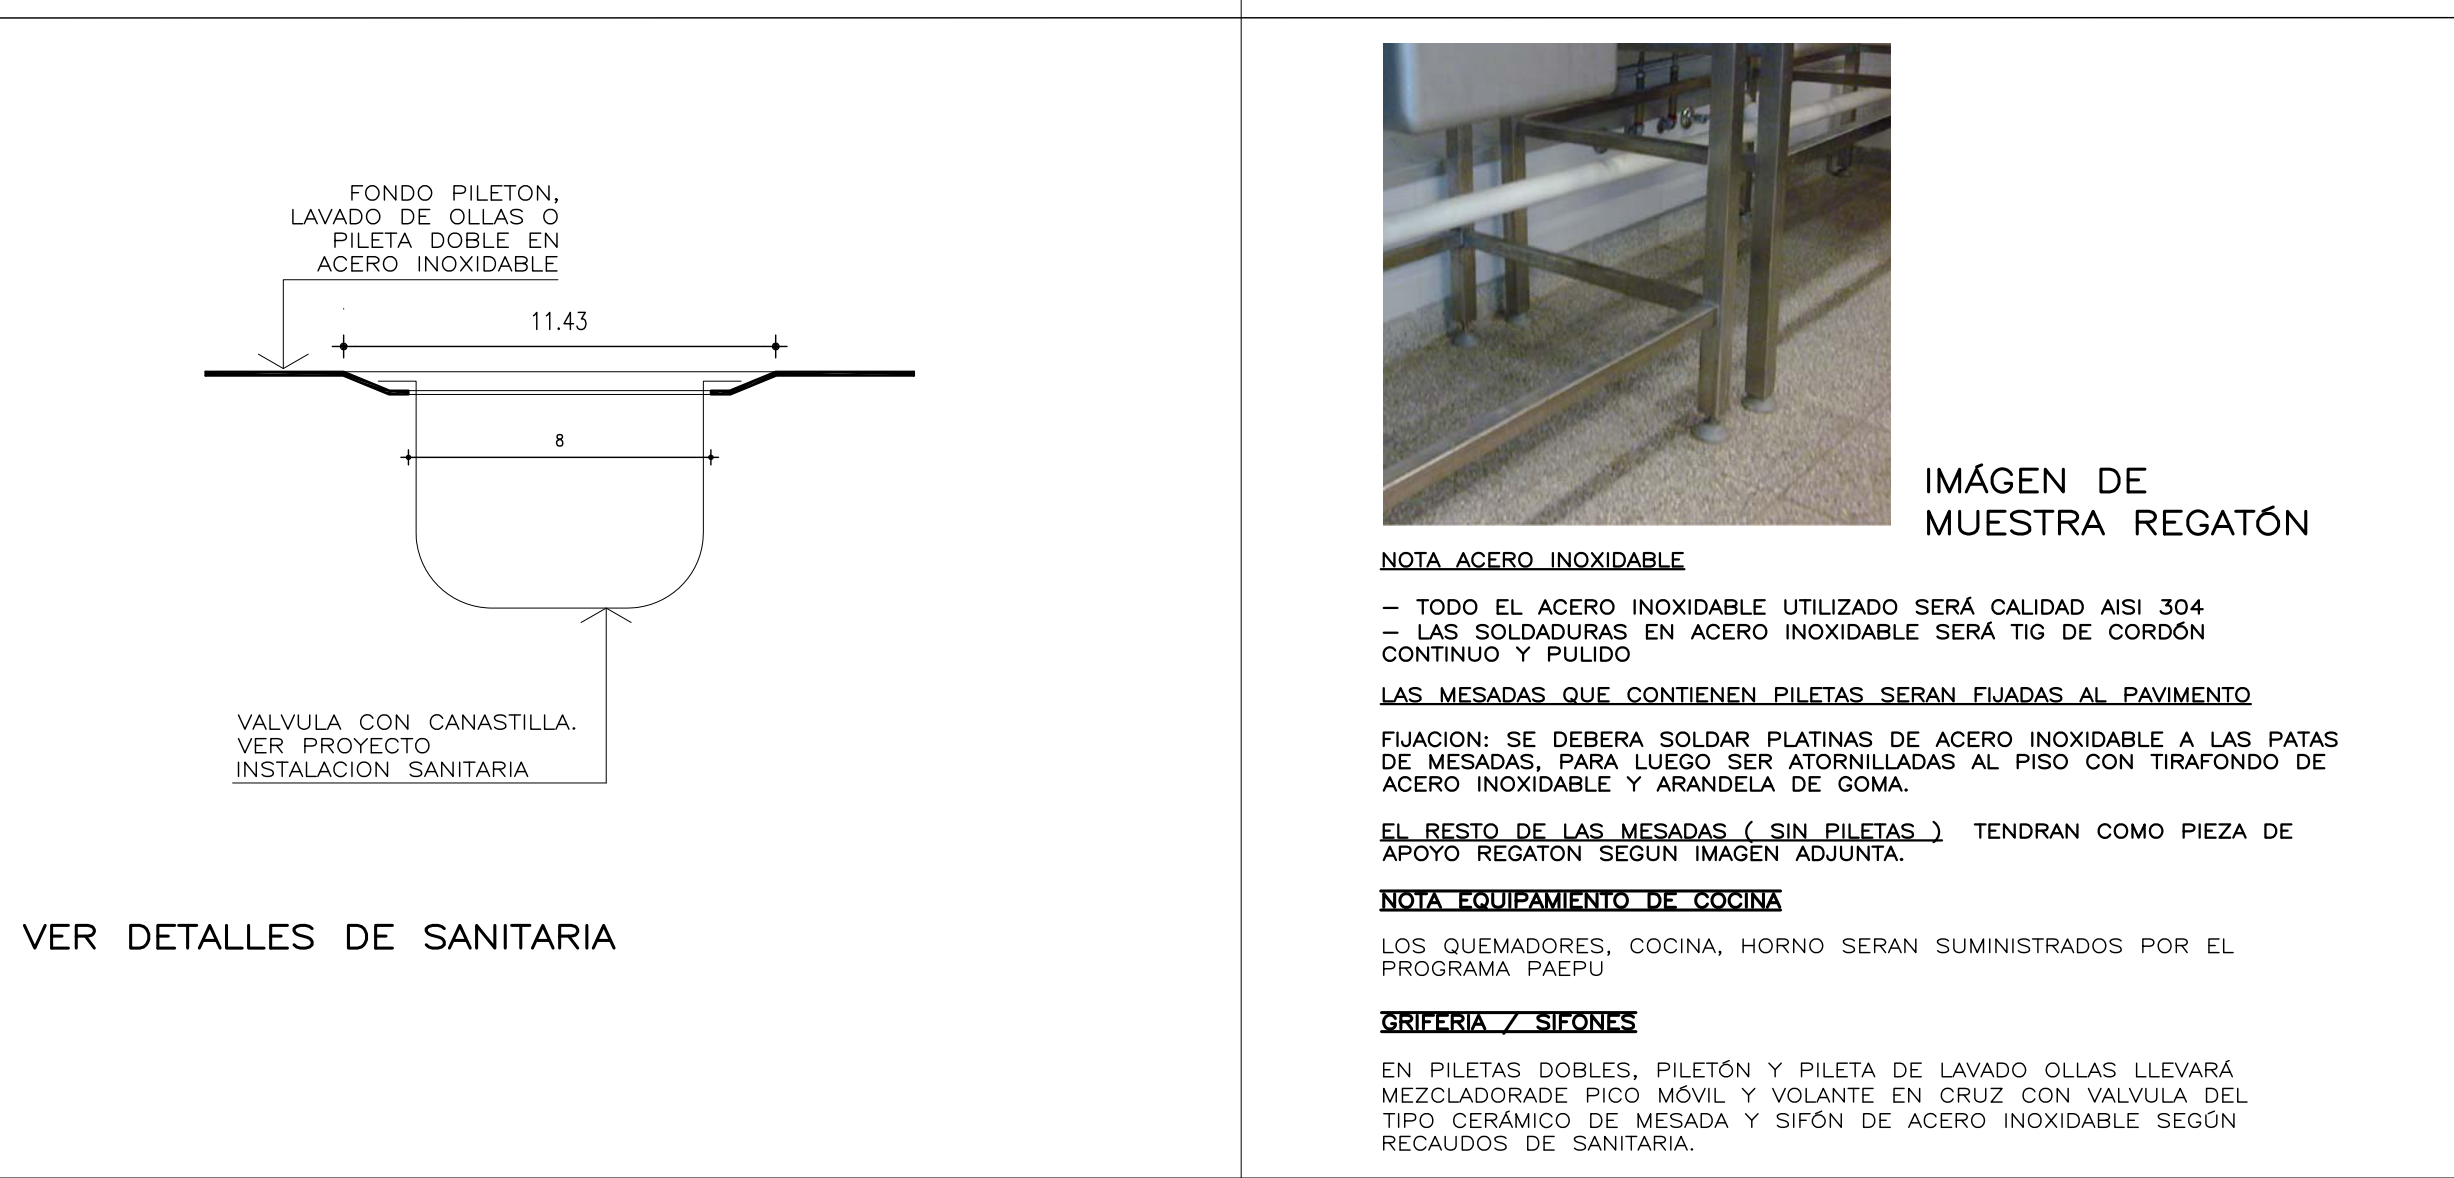 FONDO PILETON,
LAVADO DE OLLAS O
PILETA DOBLE EN
ACERO INOXIDABLE
11.43
8
VALVULA CON CANASTILLA.
VER PROYECTO
INSTALACION SANITARIA
VER DETALLES DE SANITARIA
IMÁGEN DE
MUESTRA REGATÓN
NOTA ACERO INOXIDABLE
– TODO EL ACERO INOXIDABLE UTILIZADO SERÁ CALIDAD AISI 304
– LAS SOLDADURAS EN ACERO INOXIDABLE SERÁ TIG DE CORDÓN
CONTINUO Y PULIDO
LAS MESADAS QUE CONTIENEN PILETAS SERAN FIJADAS AL PAVIMENTO
FIJACION: SE DEBERA SOLDAR PLATINAS DE ACERO INOXIDABLE A LAS PATAS
DE MESADAS, PARA LUEGO SER ATORNILLADAS AL PISO CON TIRAFONDO DE
ACERO INOXIDABLE Y ARANDELA DE GOMA.
EL RESTO DE LAS MESADAS ( SIN PILETAS ) TENDRAN COMO PIEZA DE
APOYO REGATON SEGUN IMAGEN ADJUNTA.
NOTA EQUIPAMIENTO DE COCINA
LOS QUEMADORES, COCINA, HORNO SERAN SUMINISTRADOS POR EL
PROGRAMA PAEPU
GRIFERIA / SIFONES
EN PILETAS DOBLES, PILETÓN Y PILETA DE LAVADO OLLAS LLEVARÁ
MEZCLADORADE PICO MÓVIL Y VOLANTE EN CRUZ CON VALVULA DEL
TIPO CERÁMICO DE MESADA Y SIFÓN DE ACERO INOXIDABLE SEGÚN
RECAUDOS DE SANITARIA.